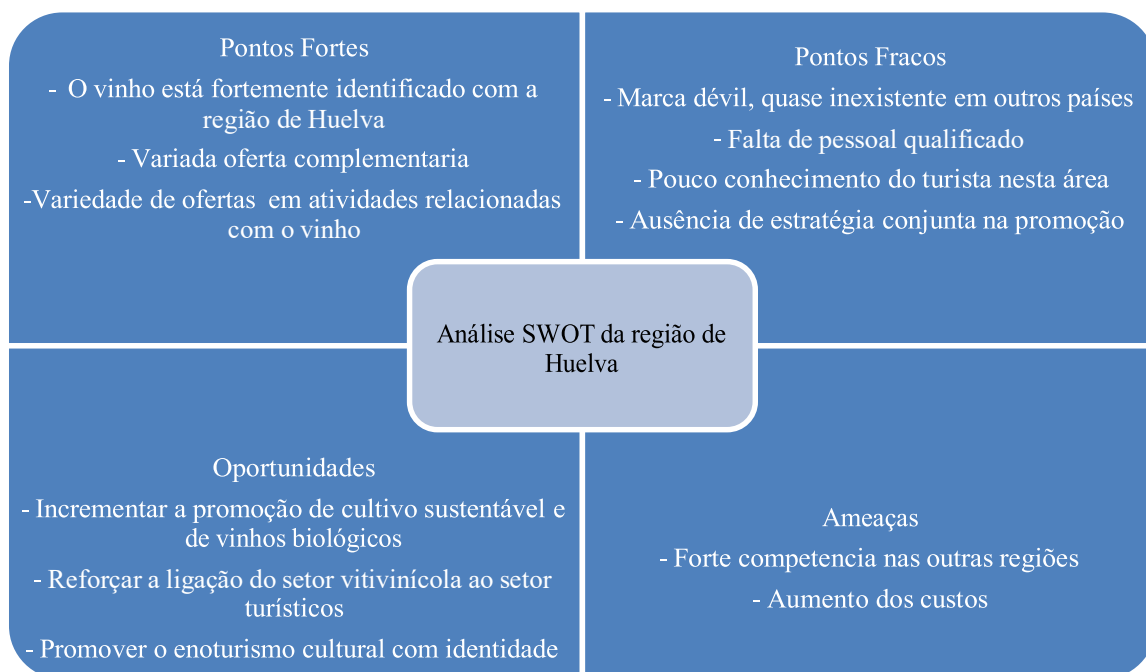 Pontos Fortes
- O vinho está fortemente identificado com a
região de Huelva
- Variada oferta complementaria
-Variedade de ofertas em atividades relacionadas
com o vinho
Pontos Fracos
- Marca dévil, quase inexistente em outros países
- Falta de pessoal qualificado
- Pouco conhecimento do turista nesta área
- Ausência de estratégia conjunta na promoção
Análise SWOT da região de
Huelva
Oportunidades
- Incrementar a promoção de cultivo sustentável e
de vinhos biológicos
- Reforçar a ligação do setor vitivinícola ao setor
turísticos
- Promover o enoturismo cultural com identidade
Ameaças
- Forte competencia nas outras regiões
- Aumento dos custos